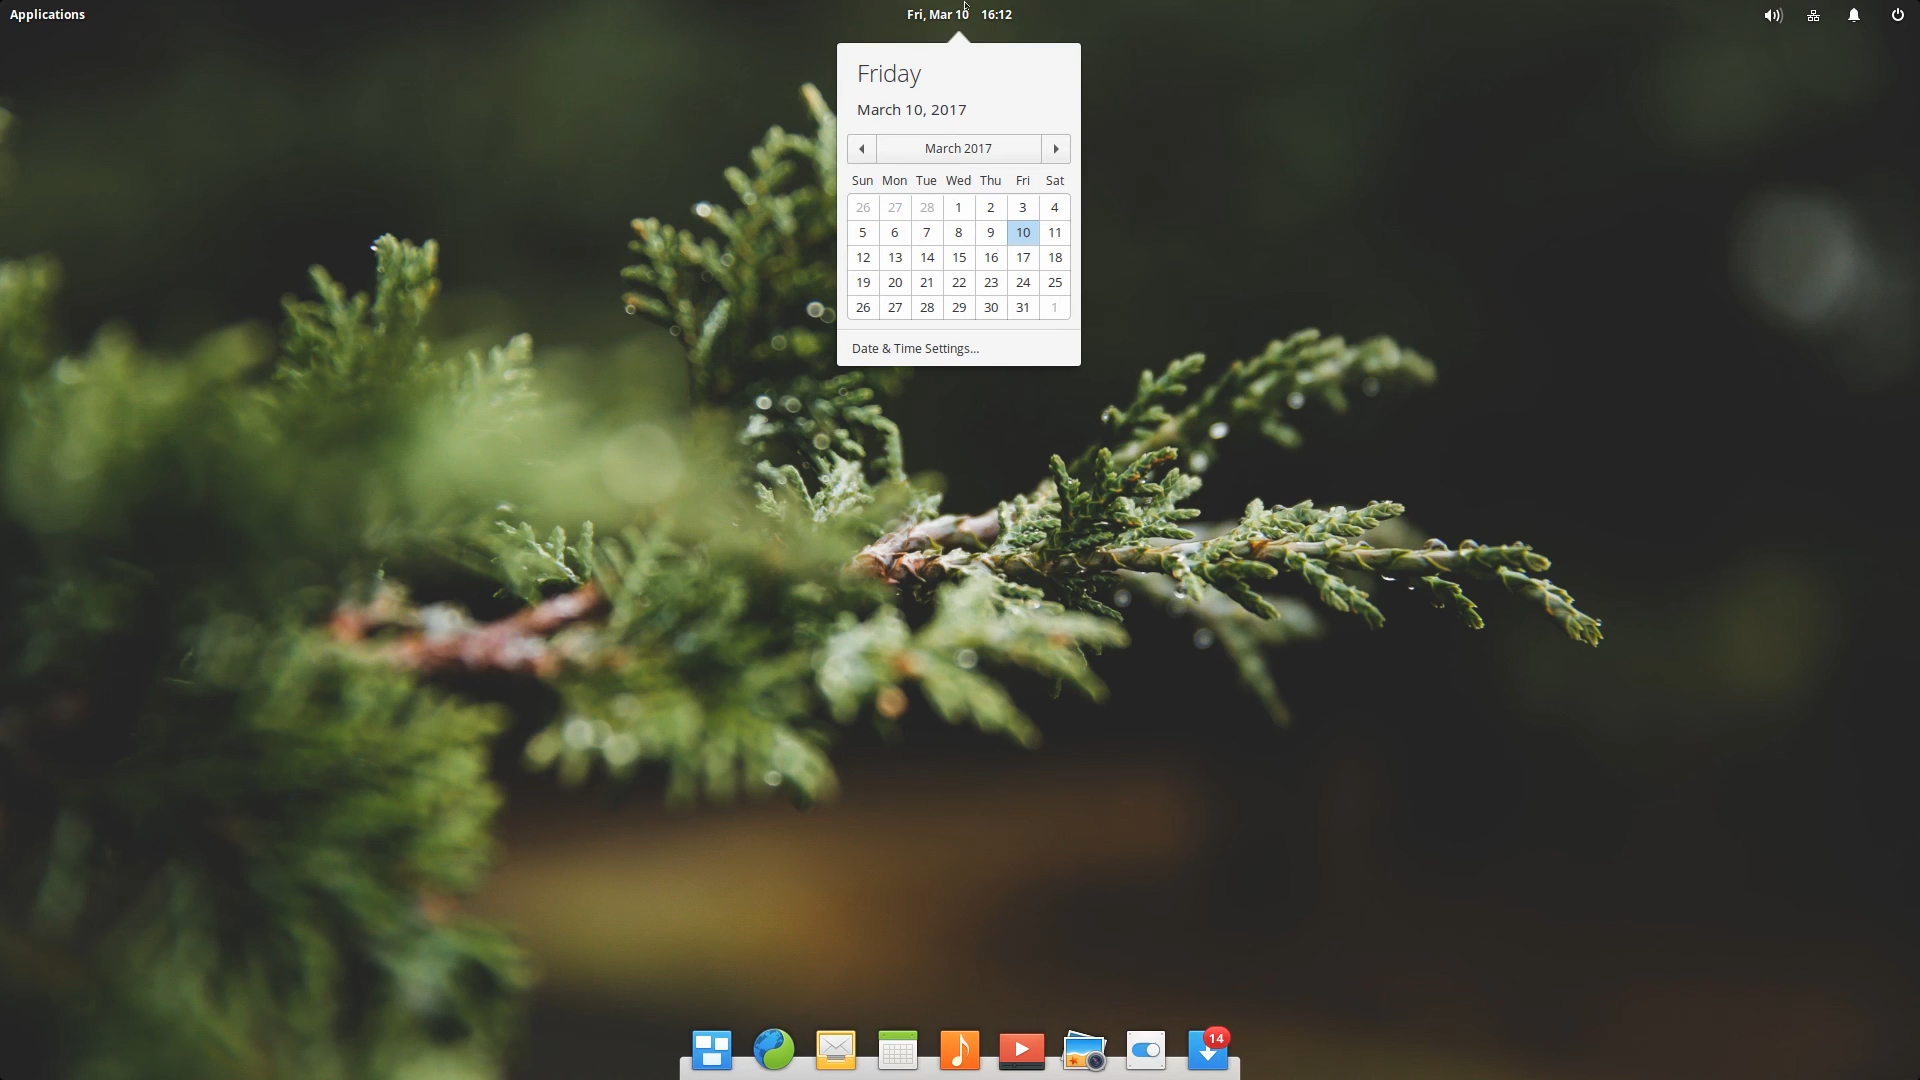 Applications
Fri, Mar 10 16:12
Friday
March 10, 2017
March 2017
Sun Mon Tue Wed Thu Fri Sat
26 27 28 1 2 3 4
5 6 7 8 9 10 11
12 13 14 15 16 17 18
19 20 21 22 23 24 25
26 27 28 29 30 31 1
Date & Time Settings...
14